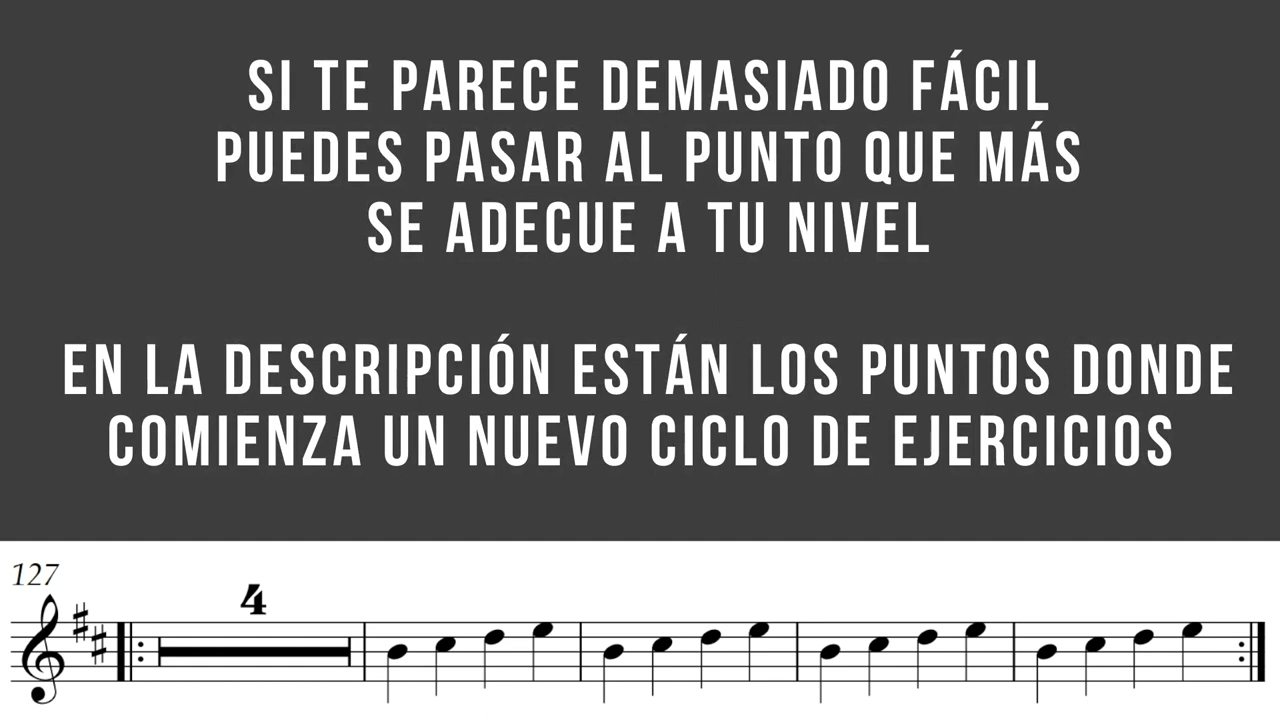 SI TE PARECE DEMASIADO FÁCIL
PUEDES PASAR AL PUNTO QUE MÁS
SE ADECUE A TU NIVEL
EN LA DESCRIPCIÓN ESTÁN LOS PUNTOS DONDE
COMIENZA UN NUEVO CICLO DE EJERCICIOS
127
4